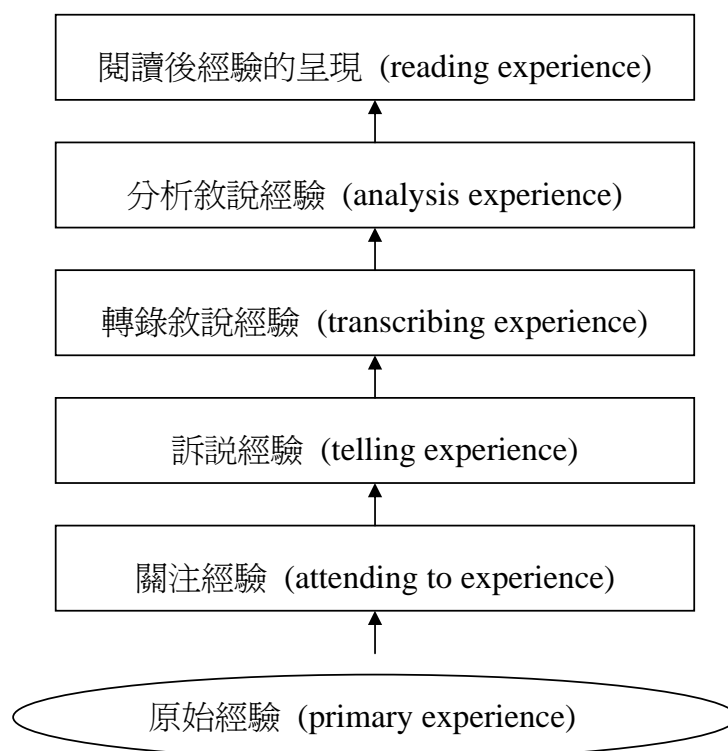 閱讀後經驗的呈現 (reading experience)
分析敘說經驗 (analysis experience)
轉錄敘說經驗 (transcribing experience)
訴說經驗 (telling experience)
關注經驗 (attending to experience)
原始經驗 (primary experience)